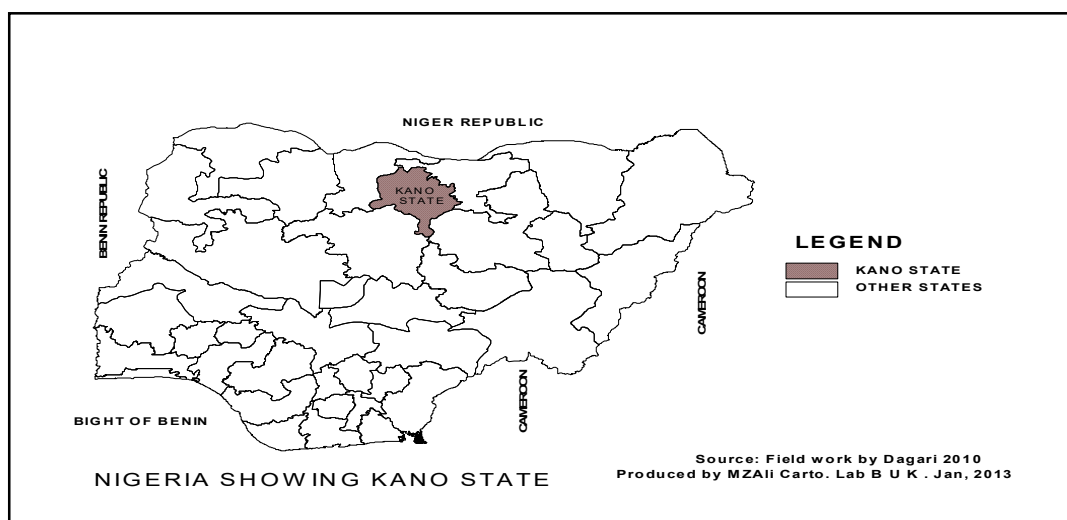 NIGER REPUBLIC
BENIN REPUBLIC
KANO
STATE
LEGEND
KANO STATE
OTHER STATES
CAMEROON
CAMEROON
BIGHT OF BENIN
NIGERIA SHOWING KANO STATE
Source: Field work by Dagari 2010
Produced by MZAli Carto. Lab B U K . Jan, 2013